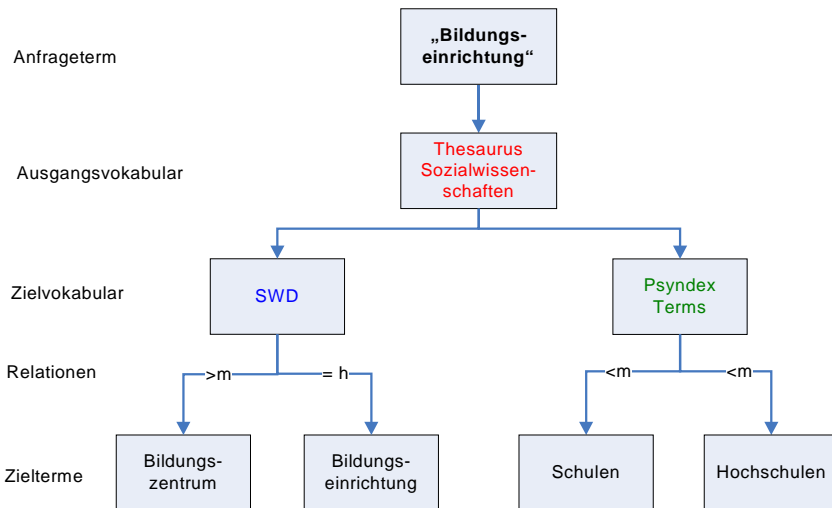 Anfrageterm
„Bildungs-
einrichtung“
Ausgangsvokabular
Thesaurus
Sozialwissen-
schaften
Zielvokabular
SWD
Psyndex
Terms
Relationen
>m
= h
<m
<m
Zielterme
Bildungs-
zentrum
Bildungs-
einrichtung
Schulen
Hochschulen